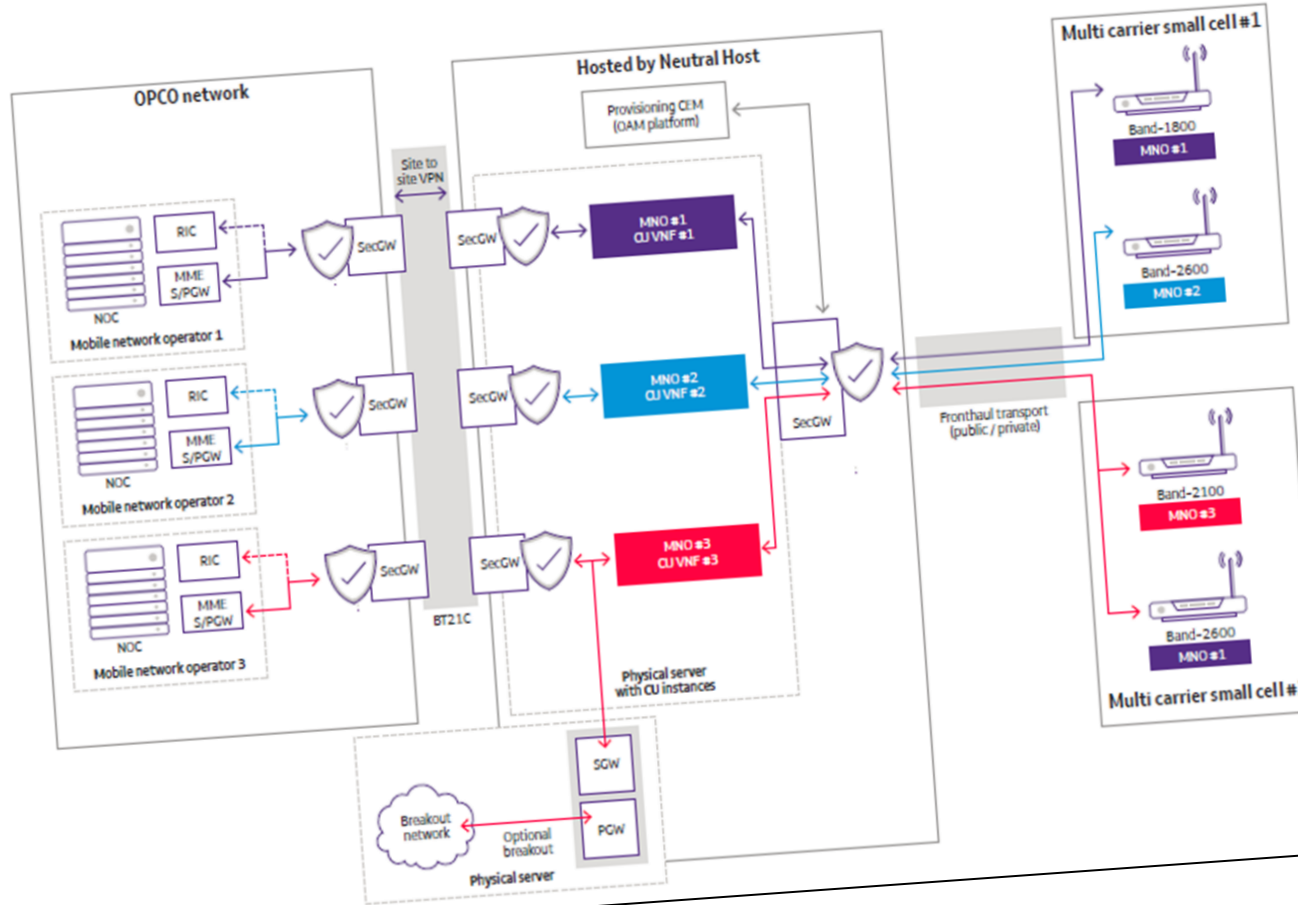 OPCO network
RIC
MME
S/PGW
NOC
Mobile network operator 1
SecGW
RIC
MME
S/PGW
NOC
Mobile network operator 2
SecGW
RIC
MME
S/PGW
NOC
Mobile network operator 3
SecGW
Site to
site VPN
BT21C
Hosted by Neutral Host
Provisioning CEM
(OAM platform)
SecGW
MNO #1
CU VNF #1
SecGW
MNO #2
CU VNF #2
SecGW
MNO #3
CU VNF #3
SecGW
Physical server
with CU instances
SGW
PGW
Breakout
network
Optional
breakout
Physical server
Fronthaul transport
(public / private)
Multi carrier small cell #1
Band-1800
MNO #1
Band-2600
MNO #2
Band-2100
MNO #3
Band-2600
MNO #1
Multi carrier small cell #